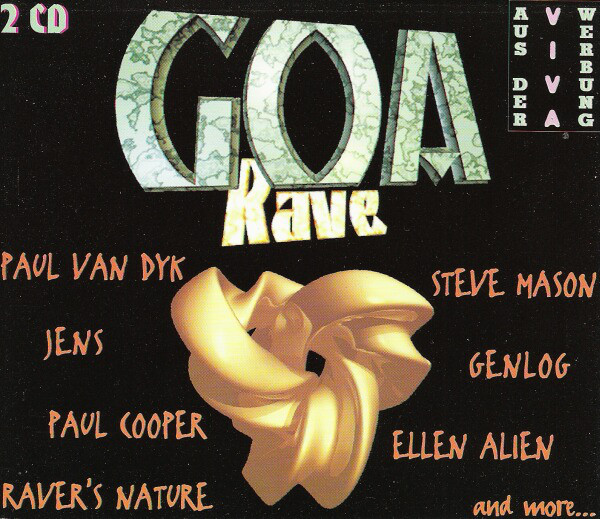 2 CD
GOA
Rave
AUS DER
VIVA
WERBUNG
PAUL VAN DYK
STEVE MASON
JENS
GENLOG
PAUL COOPER
ELLEN ALIEN
RAVER'S NATURE
and more...